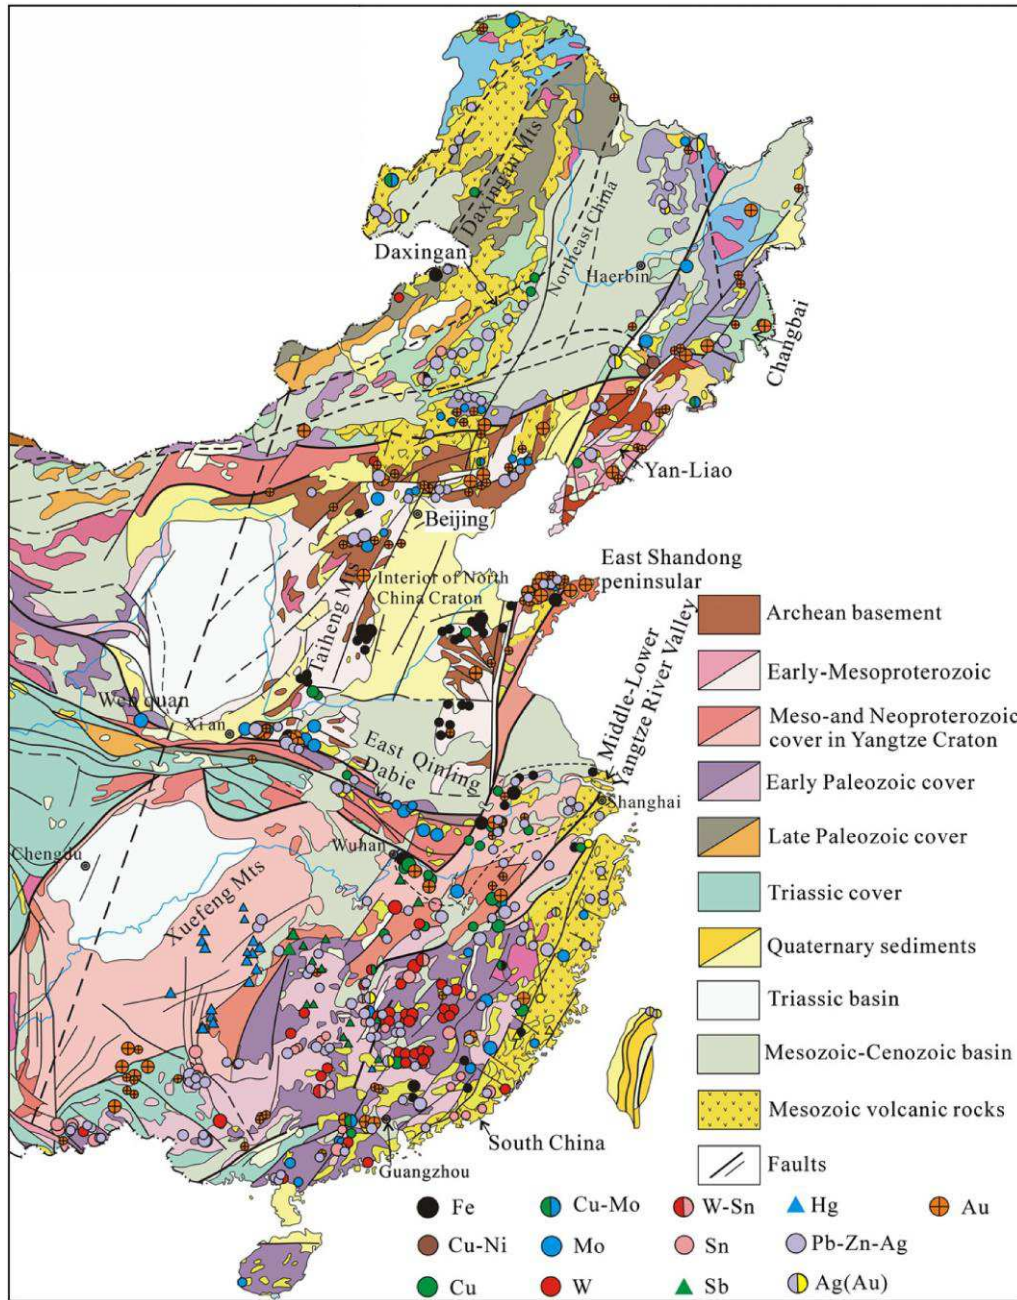 Daxingan Mts
Northeast China
Daxingan
Haerbin
Changbai
Yan-Liao
Beijing
East Shandong
peninsular
Interior of North
China Craton
Taiheng Mts
Middle-Lower
Yangtze River Valley
Wen quan
Xi an
East Qinling
Dabie
Shanghai
Wuhan
Chengdu
Xuefeng Mts
South China
Guangzhou
Archean basement
Early-Mesoproterozoic
Meso-and Neoproterozoic
cover in Yangtze Craton
Early Paleozoic cover
Late Paleozoic cover
Triassic cover
Quaternary sediments
Triassic basin
Mesozoic-Cenozoic basin
Mesozoic volcanic rocks
Faults
Fe
Cu-Mo
W-Sn
Hg
Au
Cu-Ni
Mo
Sn
Pb-Zn-Ag
Cu
W
Sb
Ag(Au)